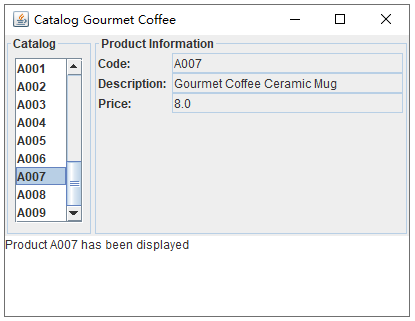 Catalog Gourmet Coffee
Catalog
A001
A002
A003
A004
A005
A006
A007
A008
A009
Product Information
Code: A007
Description: Gourmet Coffee Ceramic Mug
Price: 8.0
Product A007 has been displayed